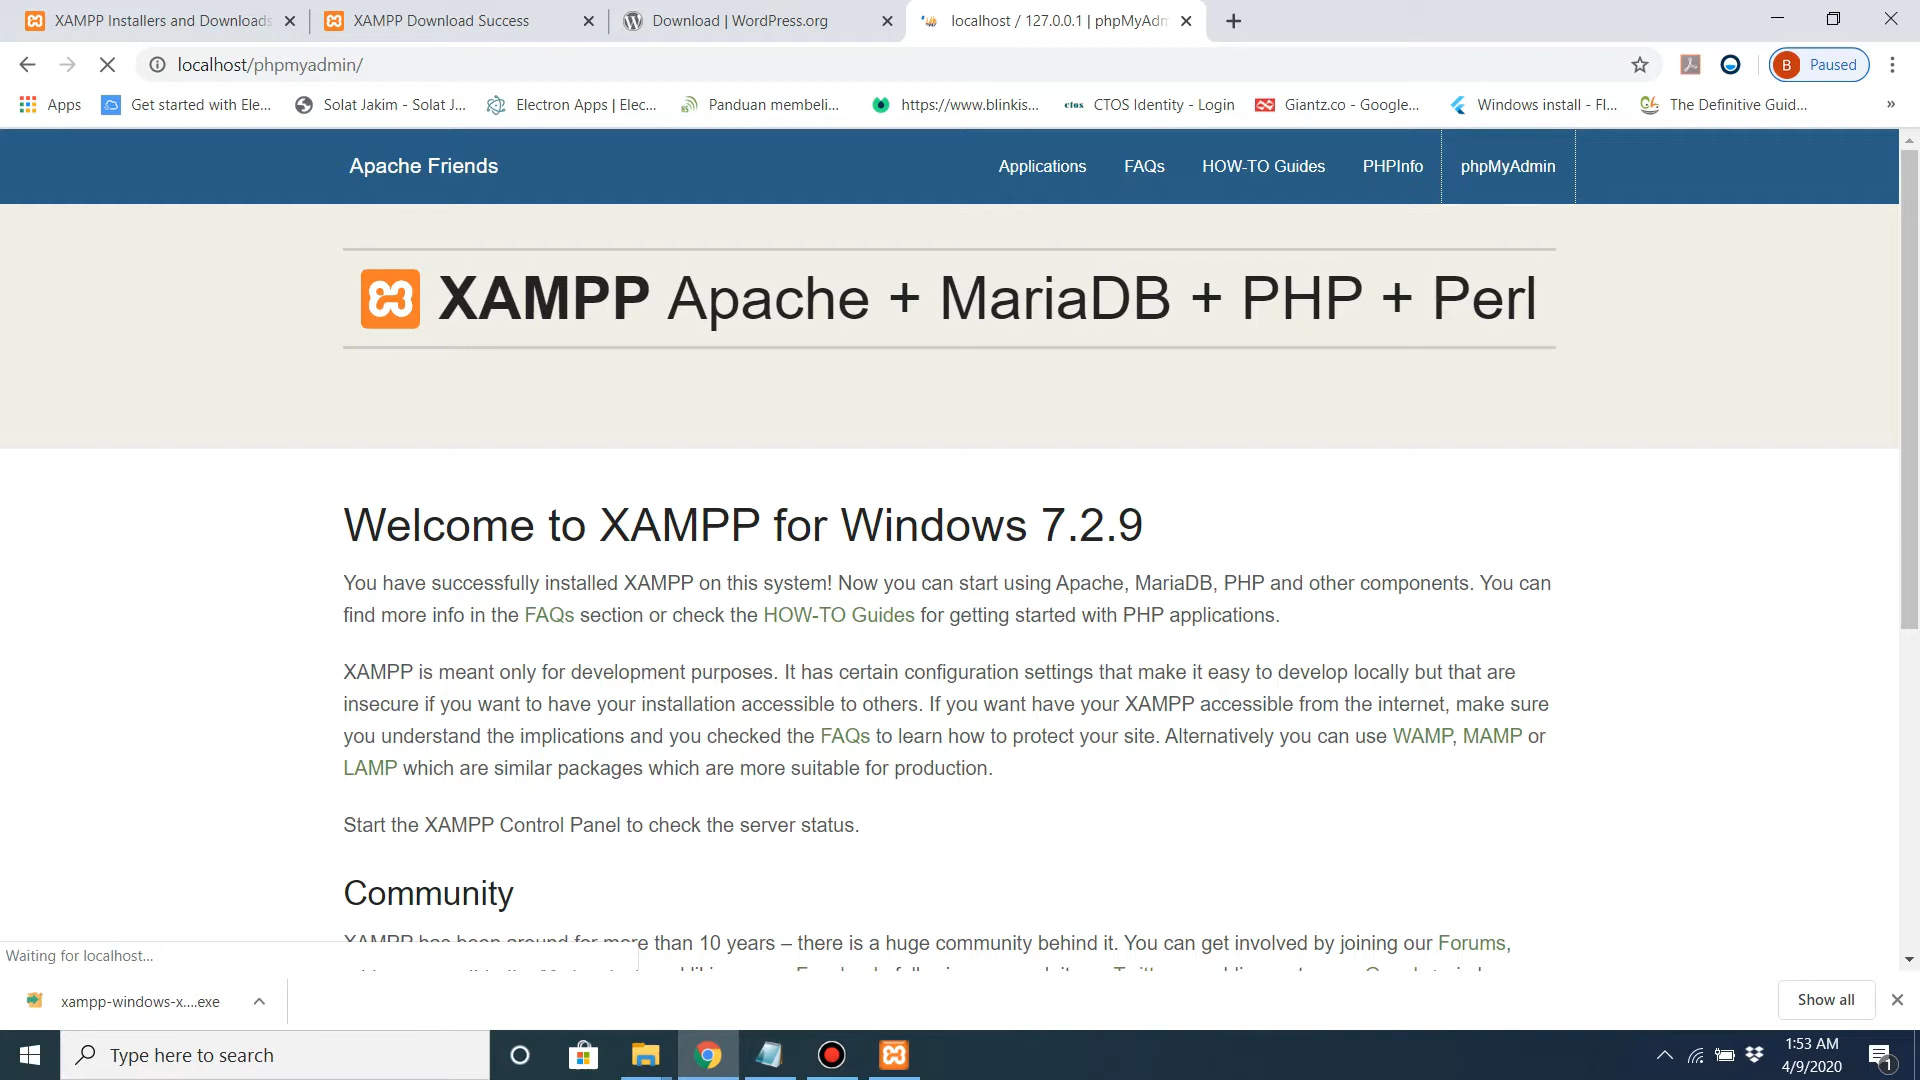 XAMPP Installers and Downloads
XAMPP Download Success
Download | WordPress.org
localhost / 127.0.0.1 | phpMyAdm
localhost/phpmyadmin/
B Paused
Apps
Get started with Ele...
Solat Jakim - Solat J...
Electron Apps | Elec...
Panduan membeli...
https://www.blinkis...
ctos CTOS Identity - Login
Giantz.co - Google...
Windows install - Fl...
The Definitive Guid...
»
Apache Friends
Applications
FAQs
HOW-TO Guides
PHPInfo
phpMyAdmin
XAMPP Apache + MariaDB + PHP + Perl
Welcome to XAMPP for Windows 7.2.9
You have successfully installed XAMPP on this system! Now you can start using Apache, MariaDB, PHP and other components. You can
find more info in the FAQs section or check the HOW-TO Guides for getting started with PHP applications.
XAMPP is meant only for development purposes. It has certain configuration settings that make it easy to develop locally but that are
insecure if you want to have your installation accessible to others. If you want have your XAMPP accessible from the internet, make sure
you understand the implications and you checked the FAQs to learn how to protect your site. Alternatively you can use WAMP, MAMP or
LAMP which are similar packages which are more suitable for production.
Start the XAMPP Control Panel to check the server status.
Community
XAMPP has been around for more than 10 years – there is a huge community behind it. You can get involved by joining our Forums,
Waiting for localhost...
xampp-windows-x....exe
Show all
Type here to search
1:53 AM
4/9/2020
1